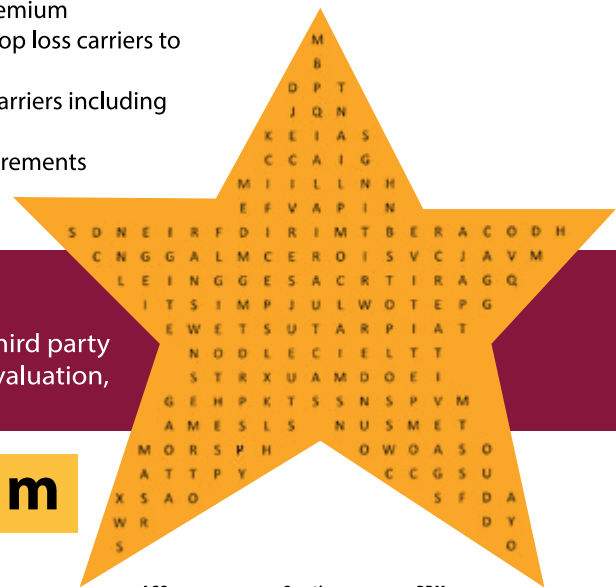 emium
op loss carriers to
arriers including
rements
M
B
D P T
J Q N
K E I A S
C C A I G
M I I L L N H
E F V A P I N
S D N E I R F D I R I M T B E R A C O D H
C N G G A L M C E R O I S V C J A V M
L E I N G G E S A C R T I R A G Q
I T S I M P J U L W O T E P G
E W E T S U T A R P I A T
N O D L E C I E L T T
S T R X U A M D O E I
G E H P K T S S N S P V M
A M E S L S N U S M E T
M O R S P H O W O A S O
A T T P Y C C G S U
X S A O S F D A
W R D Y
S O
hird party
valuation,
m